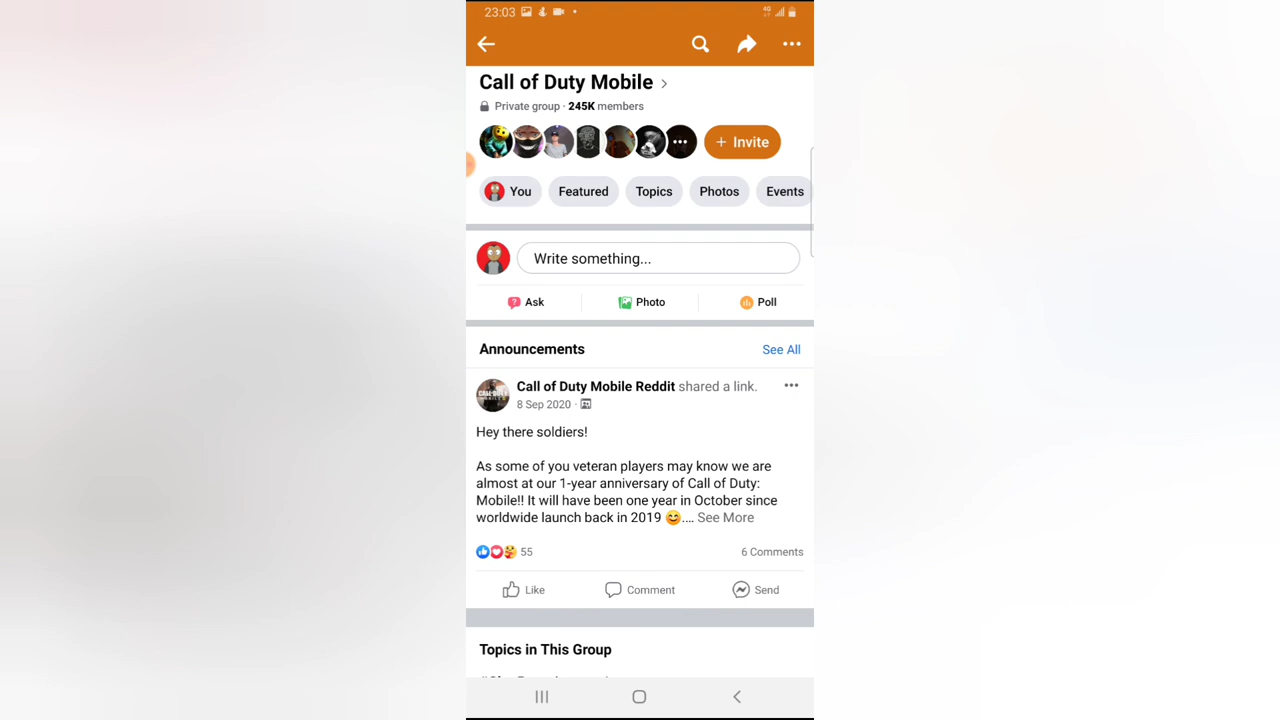 23:03
4G
Call of Duty Mobile
Private group · 245K members
+ Invite
You
Featured
Topics
Photos
Events
Write something...
Ask
Photo
Poll
Announcements
See All
Call of Duty Mobile Reddit shared a link.
8 Sep 2020
Hey there soldiers!
As some of you veteran players may know we are
almost at our 1-year anniversary of Call of Duty:
Mobile!! It will have been one year in October since
worldwide launch back in 2019 😄.... See More
55
6 Comments
Like
Comment
Send
Topics in This Group